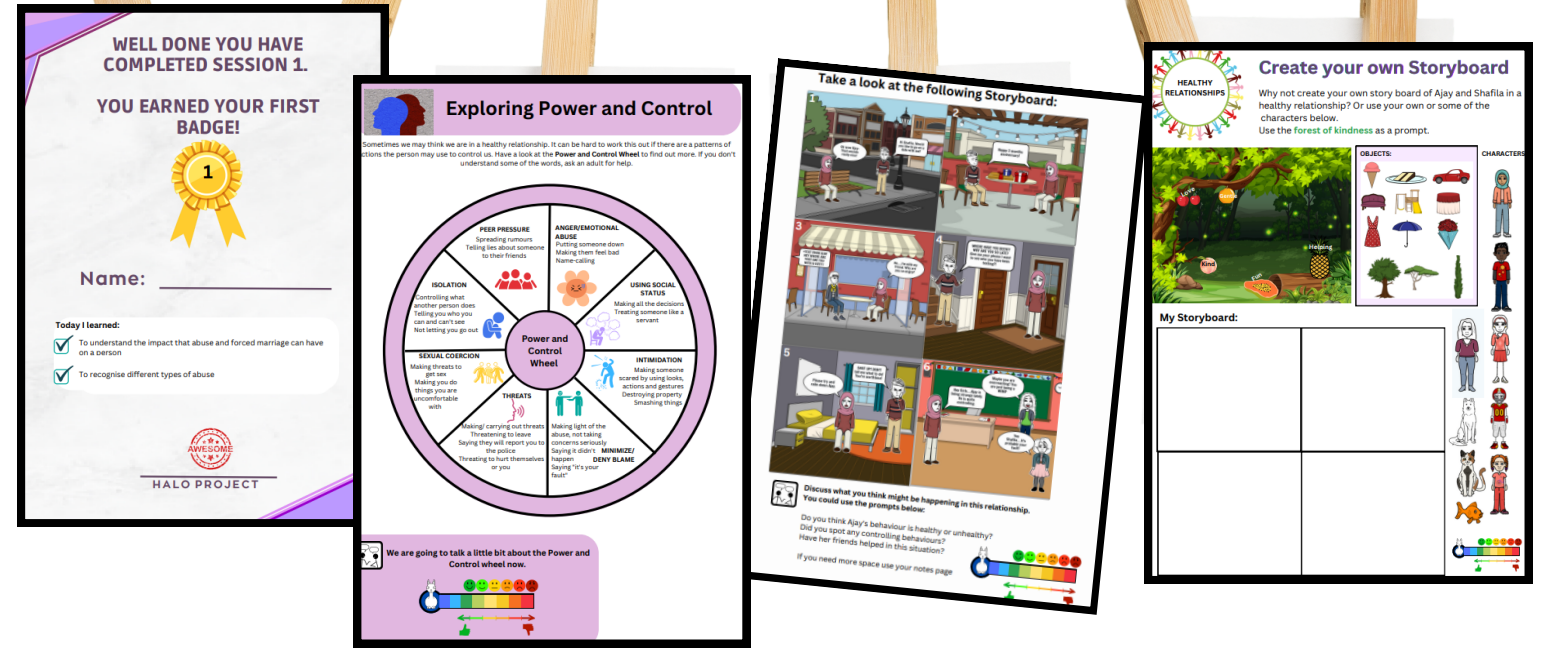 WELL DONE YOU HAVE
COMPLETED SESSION 1.
YOU EARNED YOUR FIRST
BADGE!
1
Name:
Today I learned:
To understand the impact that abuse and forced marriage can have
on a person
To recognise different types of abuse
AWESOME
HALO PROJECT
Exploring Power and Control
Sometimes we may think we are in a healthy relationship. It can be hard to work this out if there are a patterns of
ctions the person may use to control us. Have a look at the Power and Control Wheel to find out more. If you don't
understand some of the words, ask an adult for help.
PEER PRESSURE
Spreading rumours
Telling lies about someone
to their friends
ANGER/EMOTIONAL
ABUSE
Putting someone down
Making them feel bad
Name-calling
USING SOCIAL
STATUS
Making all the decisions
Treating someone like a
servant
INTIMIDATION
Making someone
scared by using looks,
actions and gestures
Destroying property
Smashing things
MINIMIZE/
DENY BLAME
Making light of the
abuse, not taking
concerns seriously
Saying it didn't
happen
Saying "it's your
fault"
THREATS
Making/ carrying out threats
Threatening to leave
Saying they will report you to
the police
Threating to hurt themselves
or you
SEXUAL COERCION
Making threats to
get sex
Making you do
things you are
uncomfortable
with
ISOLATION
Controlling what
another person does
Telling you who you
can and can't see
Not letting you go out
Power and
Control
Wheel
We are going to talk a little bit about the Power and
Control wheel now.
Take a look at the following Storyboard:
1
2
Happy 2 months
anniversary!
3
4
5
6
Discuss what you think might be happening in this relationship.
You could use the prompts below:
Do you think Ajay's behaviour is healthy or unhealthy?
Did you spot any controlling behaviours?
Have her friends helped in this situation?
If you need more space use your notes page
HEALTHY
RELATIONSHIPS
Create your own Storyboard
Why not create your own story board of Ajay and Shafila in a
healthy relationship? Or use your own or some of the
characters below.
Use the forest of kindness as a prompt.
Love
Gentle
Kind
Helping
Fun
OBJECTS:
CHARACTERS
My Storyboard:
00